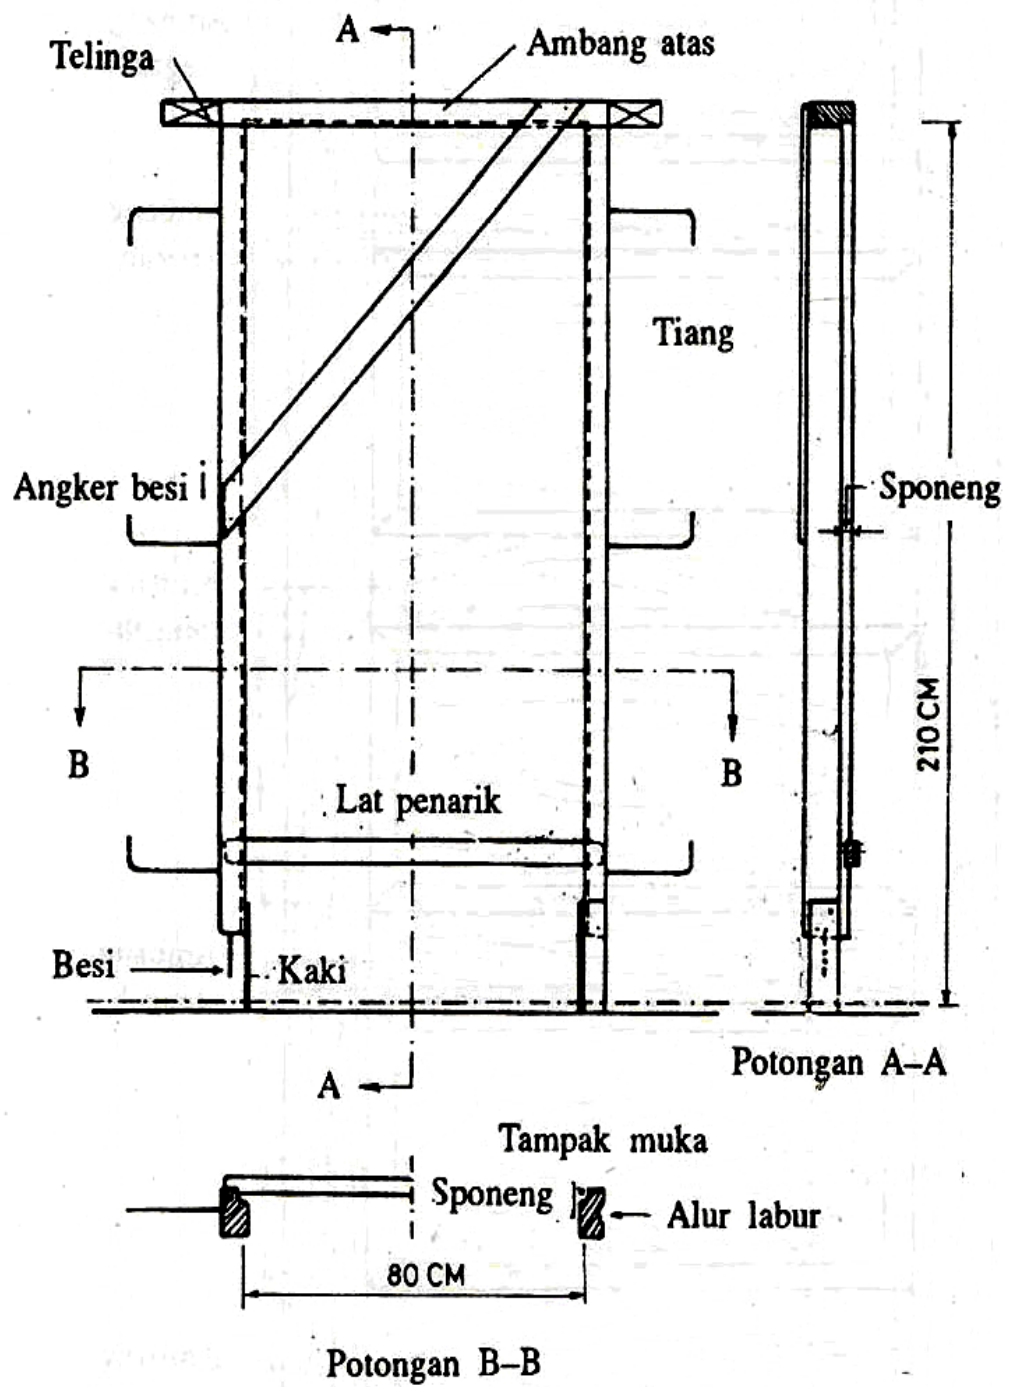 A
Telinga
Ambang atas
Tiang
Angker besi
Sponeng
B
B
210 CM
Lat penarik
Besi
Kaki
A
Potongan A–A
Tampak muka
Sponeng
Alur labur
80 CM
Potongan B–B